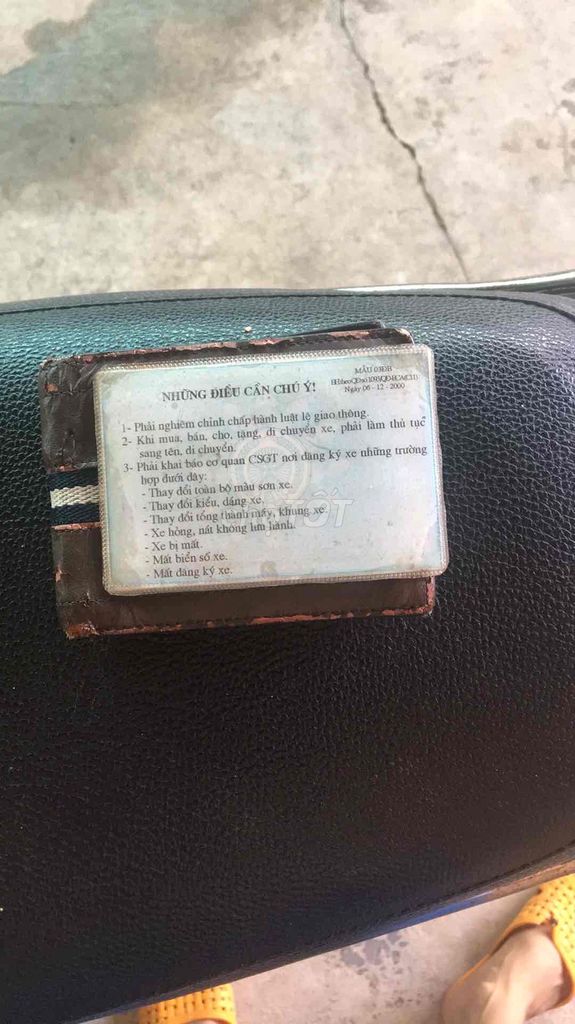 MẪU 03ĐB
NHỮNG ĐIỀU CẦN CHÚ Ý!
Ngày 06 - 12 - 2000
1- Phải nghiêm chỉnh chấp hành luật lệ giao thông.
2- Khi mua, bán, cho, tặng, di chuyển xe, phải làm thủ tục
sang tên, di chuyển.
3- Phải khai báo cơ quan CSGT nơi đăng ký xe những trường
hợp dưới đây:
- Thay đổi toàn bộ màu sơn xe.
- Thay đổi kiểu, dáng xe.
- Thay đổi tổng thành máy, khung xe.
- Xe hỏng, nát không lưu hành.
- Xe bị mất.
- Mất biển số xe.
- Mất đăng ký xe.
TỐT